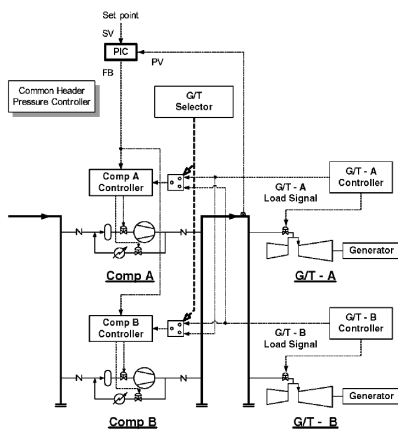 Set point
SV
PIC
PV
FB
Common Header
Pressure Controller
G/T
Selector
Comp A
Controller
G/T - A
Load Signal
G/T - A
Controller
Generator
Comp A
G/T - A
Comp B
Controller
G/T - B
Load Signal
G/T - B
Controller
Generator
Comp B
G/T - B
N
N
N
N